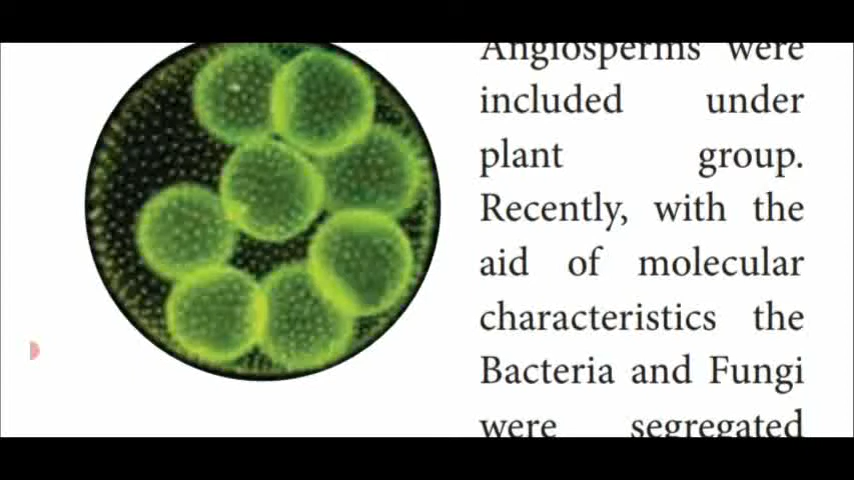 Angiosperms were
included under
plant group.
Recently, with the
aid of molecular
characteristics the
Bacteria and Fungi
were segregated